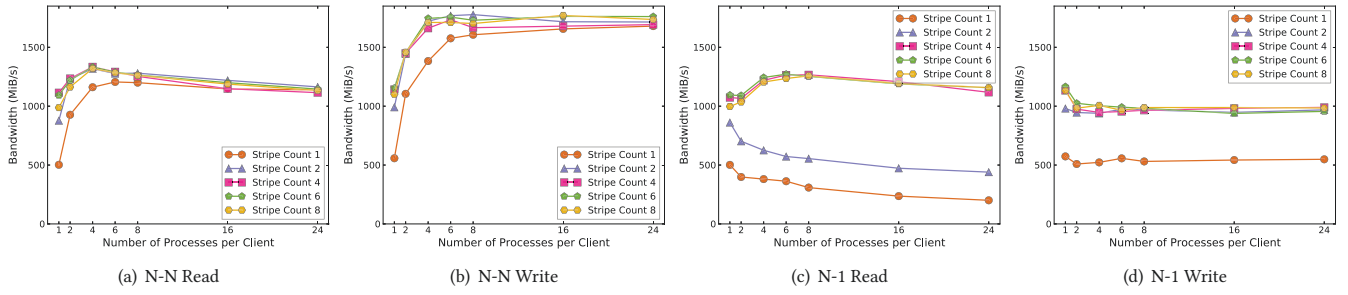 Bandwidth (MiB/s)
1500
1000
500
0
1 2 4 6 8 16 24
Number of Processes per Client
Stripe Count 1
Stripe Count 2
Stripe Count 4
Stripe Count 6
Stripe Count 8
(a) N-N Read
Bandwidth (MiB/s)
1500
1000
500
0
1 2 4 6 8 16 24
Number of Processes per Client
Stripe Count 1
Stripe Count 2
Stripe Count 4
Stripe Count 6
Stripe Count 8
(b) N-N Write
Bandwidth (MiB/s)
1500
1000
500
0
1 2 4 6 8 16 24
Number of Processes per Client
Stripe Count 1
Stripe Count 2
Stripe Count 4
Stripe Count 6
Stripe Count 8
(c) N-1 Read
Bandwidth (MiB/s)
1500
1000
500
0
1 2 4 6 8 16 24
Number of Processes per Client
Stripe Count 1
Stripe Count 2
Stripe Count 4
Stripe Count 6
Stripe Count 8
(d) N-1 Write